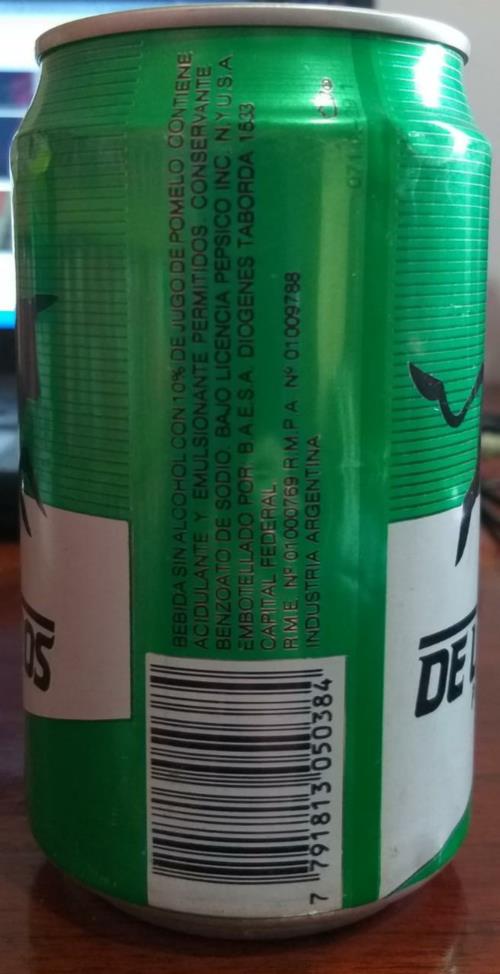 BEBIDA SIN ALCOHOL CON 10% DE JUGO DE POMELO CONTIENE
ACIDULANTE Y EMULSIONANTE PERMITIDOS CONSERVANTE
BENZOATO DE SODIO. BAJO LICENCIA PEPSICO INC. N.Y U.S.A.
EMBOTELLADO POR: B.A.E.S.A. DIOGENES TABORDA 1533
CAPITAL FEDERAL
R.M.E. Nº 01000769 R.M.P.A. Nº 01009788
INDUSTRIA ARGENTINA
7 791813 050384
OS
DE